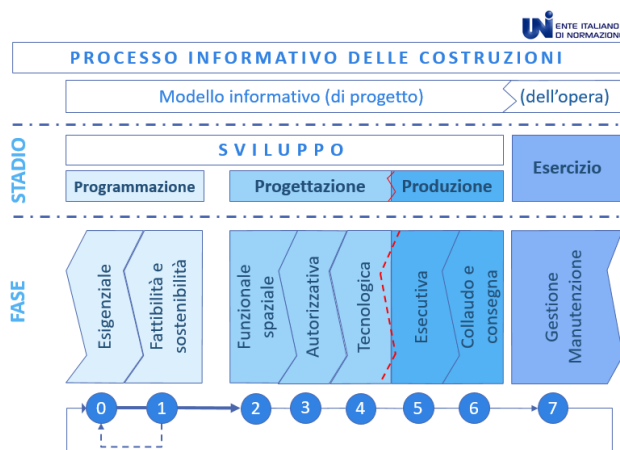 UNI ENTE ITALIANO
DI NORMAZIONE
PROCESSO INFORMATIVO DELLE COSTRUZIONI
Modello informativo (di progetto)
(dell'opera)
STADIO
SVILUPPO
Esercizio
Programmazione
Progettazione
Produzione
FASE
Esigenziale
Fattibilità e
sostenibilità
Funzionale
spaziale
Autorizzativa
Tecnologica
Esecutiva
Collaudo e
consegna
Gestione
Manutenzione
0 1 2 3 4 5 6 7